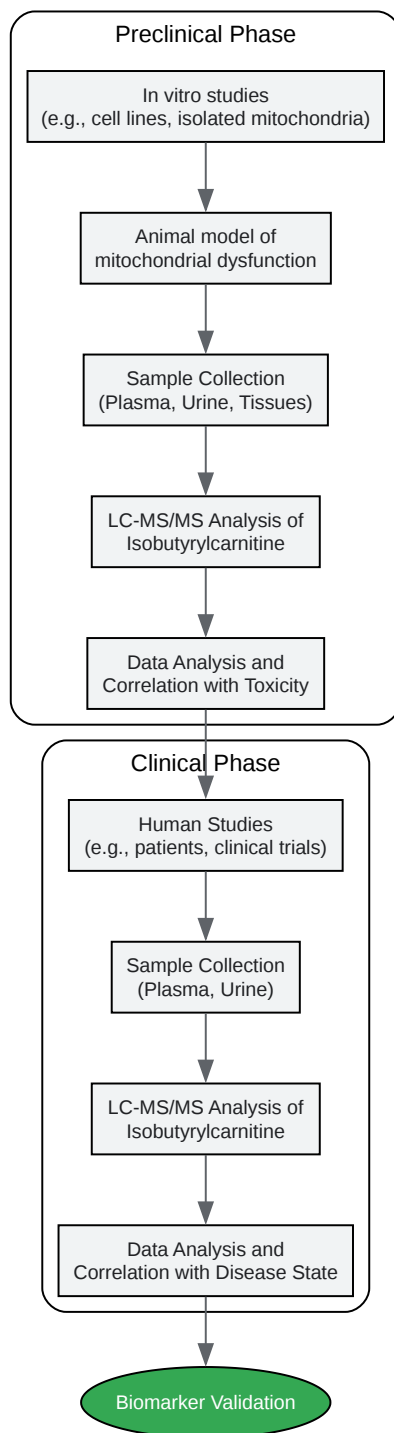 Preclinical Phase
In vitro studies
(e.g., cell lines, isolated mitochondria)
Animal model of
mitochondrial dysfunction
Sample Collection
(Plasma, Urine, Tissues)
LC-MS/MS Analysis of
Isobutyrylcarnitine
Data Analysis and
Correlation with Toxicity
Clinical Phase
Human Studies
(e.g., patients, clinical trials)
Sample Collection
(Plasma, Urine)
LC-MS/MS Analysis of
Isobutyrylcarnitine
Data Analysis and
Correlation with Disease State
Biomarker Validation